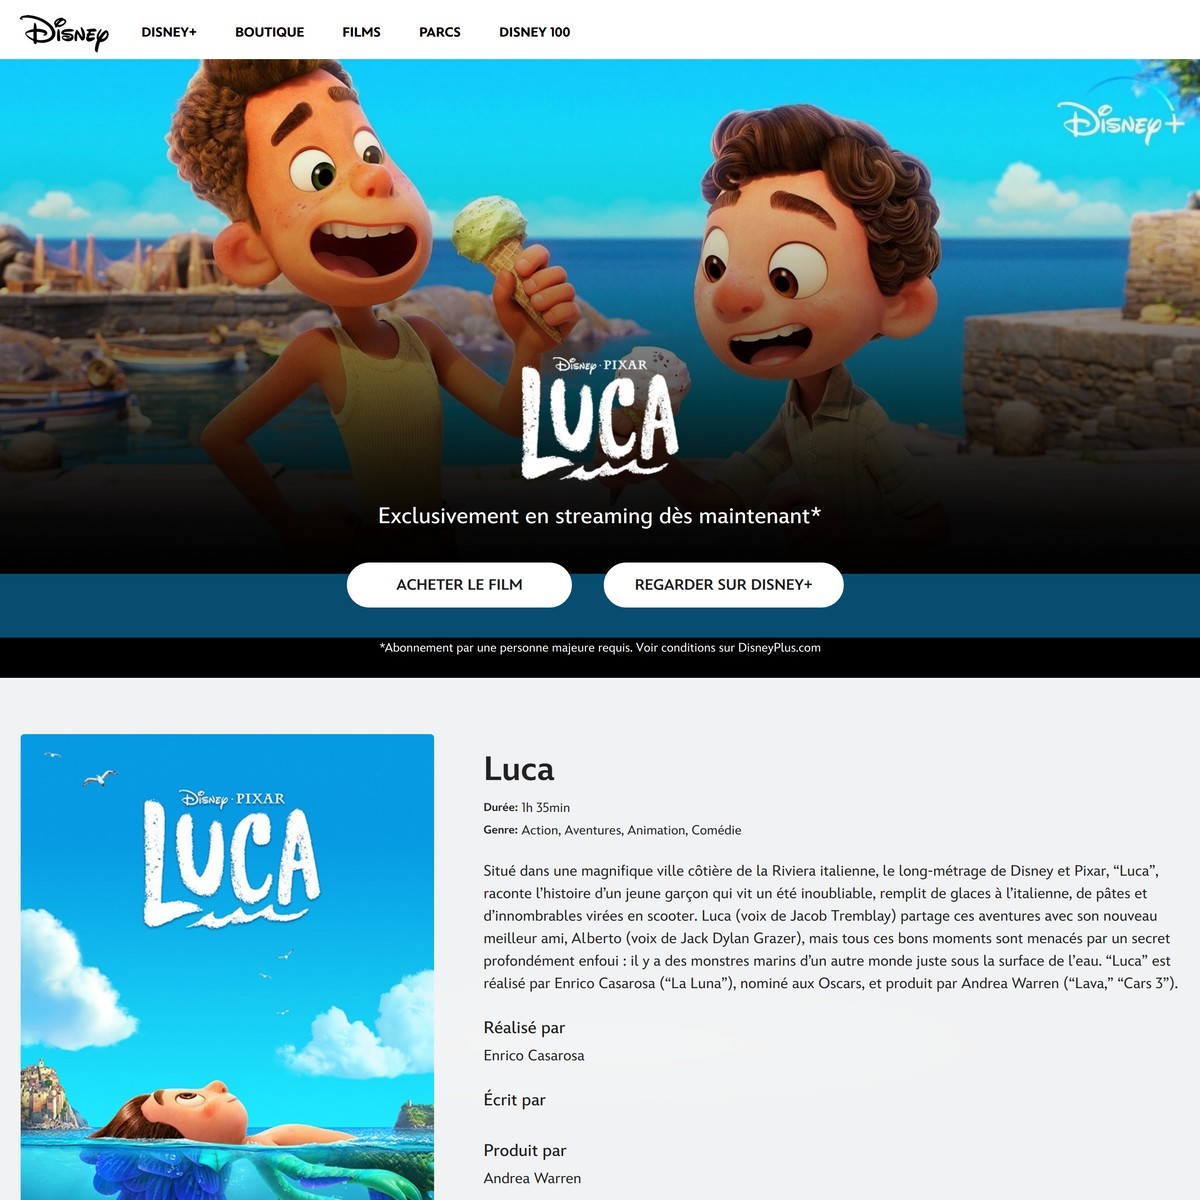 Disney DISNEY+ BOUTIQUE FILMS PARCS DISNEY 100
Disney+
Disney · PIXAR
LUCA
Exclusivement en streaming dès maintenant*
ACHETER LE FILM REGARDER SUR DISNEY+
*Abonnement par une personne majeure requis. Voir conditions sur DisneyPlus.com
Disney · PIXAR
LUCA
Luca
Durée: 1h 35min
Genre: Action, Aventures, Animation, Comédie
Situé dans une magnifique ville côtière de la Riviera italienne, le long-métrage de Disney et Pixar, “Luca”,
raconte l’histoire d’un jeune garçon qui vit un été inoubliable, remplit de glaces à l’italienne, de pâtes et
d’innombrables virées en scooter. Luca (voix de Jacob Tremblay) partage ces aventures avec son nouveau
meilleur ami, Alberto (voix de Jack Dylan Grazer), mais tous ces bons moments sont menacés par un secret
profondément enfoui : il y a des monstres marins d’un autre monde juste sous la surface de l’eau. “Luca” est
réalisé par Enrico Casarosa (“La Luna”), nominé aux Oscars, et produit par Andrea Warren (“Lava,” “Cars 3”).
Réalisé par
Enrico Casarosa
Écrit par
Produit par
Andrea Warren